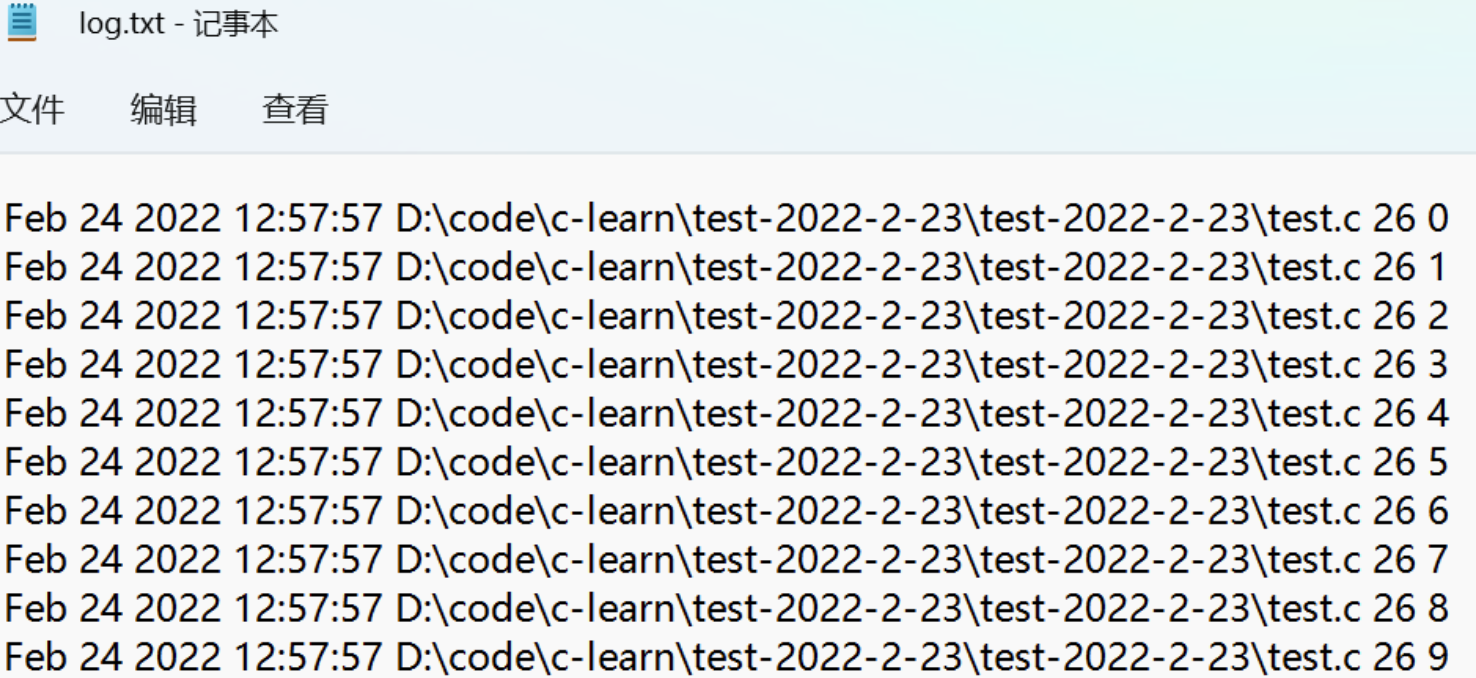 log.txt - 记事本
文件 编辑 查看
Feb 24 2022 12:57:57 D:\code\c-learn\test-2022-2-23\test-2022-2-23\test.c 26 0
Feb 24 2022 12:57:57 D:\code\c-learn\test-2022-2-23\test-2022-2-23\test.c 26 1
Feb 24 2022 12:57:57 D:\code\c-learn\test-2022-2-23\test-2022-2-23\test.c 26 2
Feb 24 2022 12:57:57 D:\code\c-learn\test-2022-2-23\test-2022-2-23\test.c 26 3
Feb 24 2022 12:57:57 D:\code\c-learn\test-2022-2-23\test-2022-2-23\test.c 26 4
Feb 24 2022 12:57:57 D:\code\c-learn\test-2022-2-23\test-2022-2-23\test.c 26 5
Feb 24 2022 12:57:57 D:\code\c-learn\test-2022-2-23\test-2022-2-23\test.c 26 6
Feb 24 2022 12:57:57 D:\code\c-learn\test-2022-2-23\test-2022-2-23\test.c 26 7
Feb 24 2022 12:57:57 D:\code\c-learn\test-2022-2-23\test-2022-2-23\test.c 26 8
Feb 24 2022 12:57:57 D:\code\c-learn\test-2022-2-23\test-2022-2-23\test.c 26 9